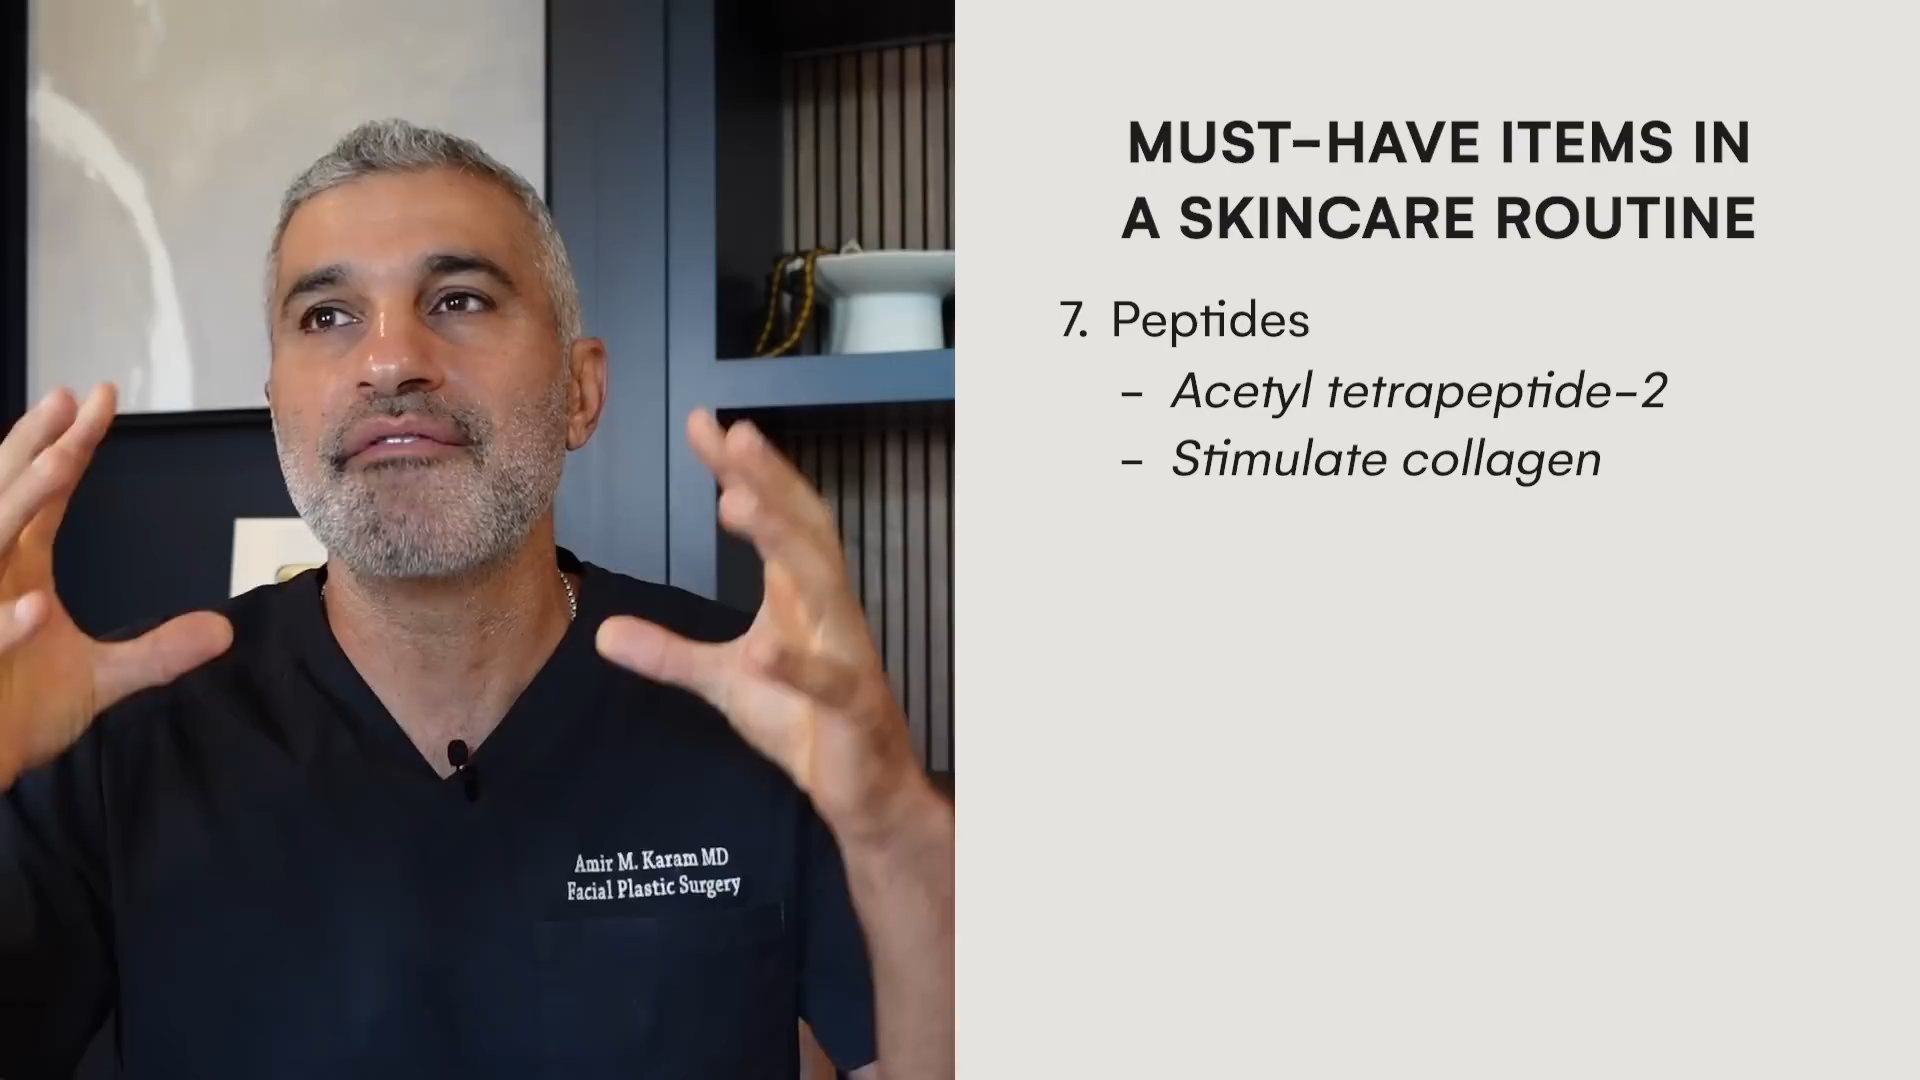 MUST-HAVE ITEMS IN
A SKINCARE ROUTINE
7. Peptides
– Acetyl tetrapeptide-2
– Stimulate collagen
Amir M. Karam MD
Facial Plastic Surgery